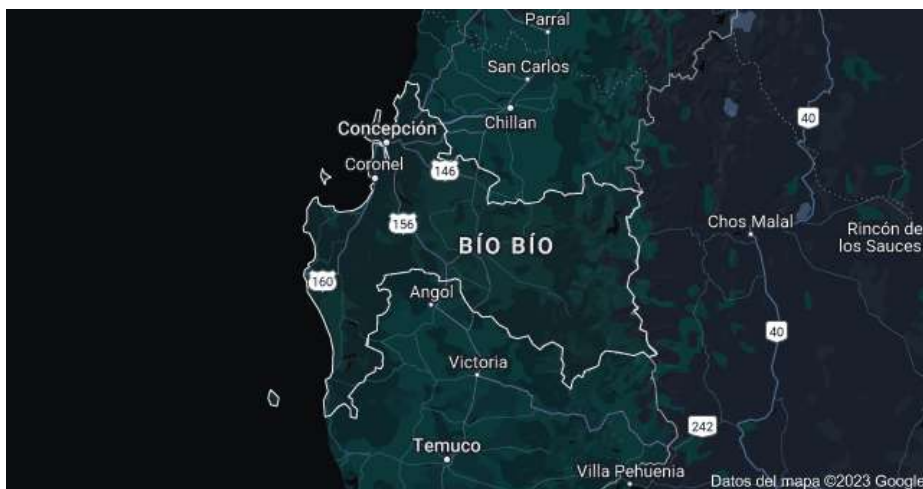 Parral
San Carlos
Chillan
40
Concepción
Coronel
146
156
Chos Malal
Rincón de
los Sauces
BÍO BÍO
160
Angol
40
Victoria
242
Temuco
Villa Pehuenia
Datos del mapa ©2023 Google